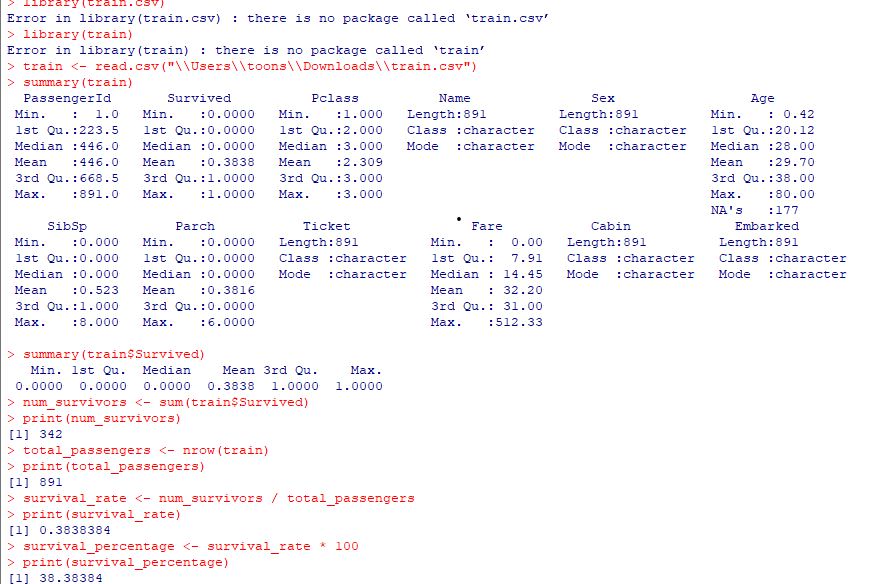 > library(train.csv)
Error in library(train.csv) : there is no package called ‘train.csv’
> library(train)
Error in library(train) : there is no package called ‘train’
> train <- read.csv("\\Users\\toons\\Downloads\\train.csv")
> summary(train)
  PassengerId       Survived          Pclass          Name               Sex                 Age
 Min.   :  1.0   Min.   :0.0000   Min.   :1.000   Length:891         Length:891         Min.   : 0.42
 1st Qu.:223.5   1st Qu.:0.0000   1st Qu.:2.000   Class :character   Class :character   1st Qu.:20.12
 Median :446.0   Median :0.0000   Median :3.000   Mode  :character   Mode  :character   Median :28.00
 Mean   :446.0   Mean   :0.3838   Mean   :2.309                                         Mean   :29.70
 3rd Qu.:668.5   3rd Qu.:1.0000   3rd Qu.:3.000                                         3rd Qu.:38.00
 Max.   :891.0   Max.   :1.0000   Max.   :3.000                                         Max.   :80.00
                                                                                        NA's   :177
     SibSp           Parch           Ticket               Fare           Cabin             Embarked
 Min.   :0.000   Min.   :0.0000   Length:891         Min.   :  0.00   Length:891         Length:891
 1st Qu.:0.000   1st Qu.:0.0000   Class :character   1st Qu.:  7.91   Class :character   Class :character
 Median :0.000   Median :0.0000   Mode  :character   Median : 14.45   Mode  :character   Mode  :character
 Mean   :0.523   Mean   :0.3816                      Mean   : 32.20
 3rd Qu.:1.000   3rd Qu.:0.0000                      3rd Qu.: 31.00
 Max.   :8.000   Max.   :6.0000                      Max.   :512.33
> summary(train$Survived)
   Min. 1st Qu.  Median    Mean 3rd Qu.    Max.
 0.0000  0.0000  0.0000  0.3838  1.0000  1.0000
> num_survivors <- sum(train$Survived)
> print(num_survivors)
[1] 342
> total_passengers <- nrow(train)
> print(total_passengers)
[1] 891
> survival_rate <- num_survivors / total_passengers
> print(survival_rate)
[1] 0.3838384
> survival_percentage <- survival_rate * 100
> print(survival_percentage)
[1] 38.38384